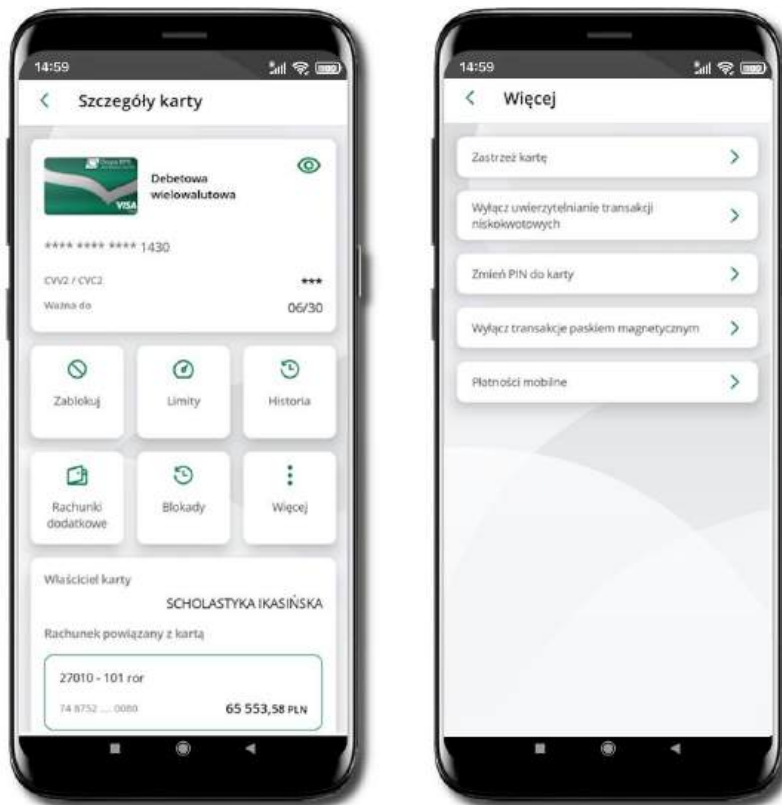 14:59
Szczegóły karty
Grupa BPS
VISA
Debetowa
wielowalutowa
**** **** **** 1430
CVV2 / CVC2
***
Ważna do
06/30
Zablokuj
Limity
Historia
Rachunki
dodatkowe
Blokady
Więcej
Właściciel karty
SCHOLASTYKA IKASIŃSKA
Rachunek powiązany z kartą
27010 - 101 ror
74 8752 .... 0080
65 553,58 PLN
14:59
Więcej
Zastrzeż kartę
Wyłącz uwierzytelnianie transakcji
niskokwotowych
Zmień PIN do karty
Wyłącz transakcje paskiem magnetycznym
Płatności mobilne